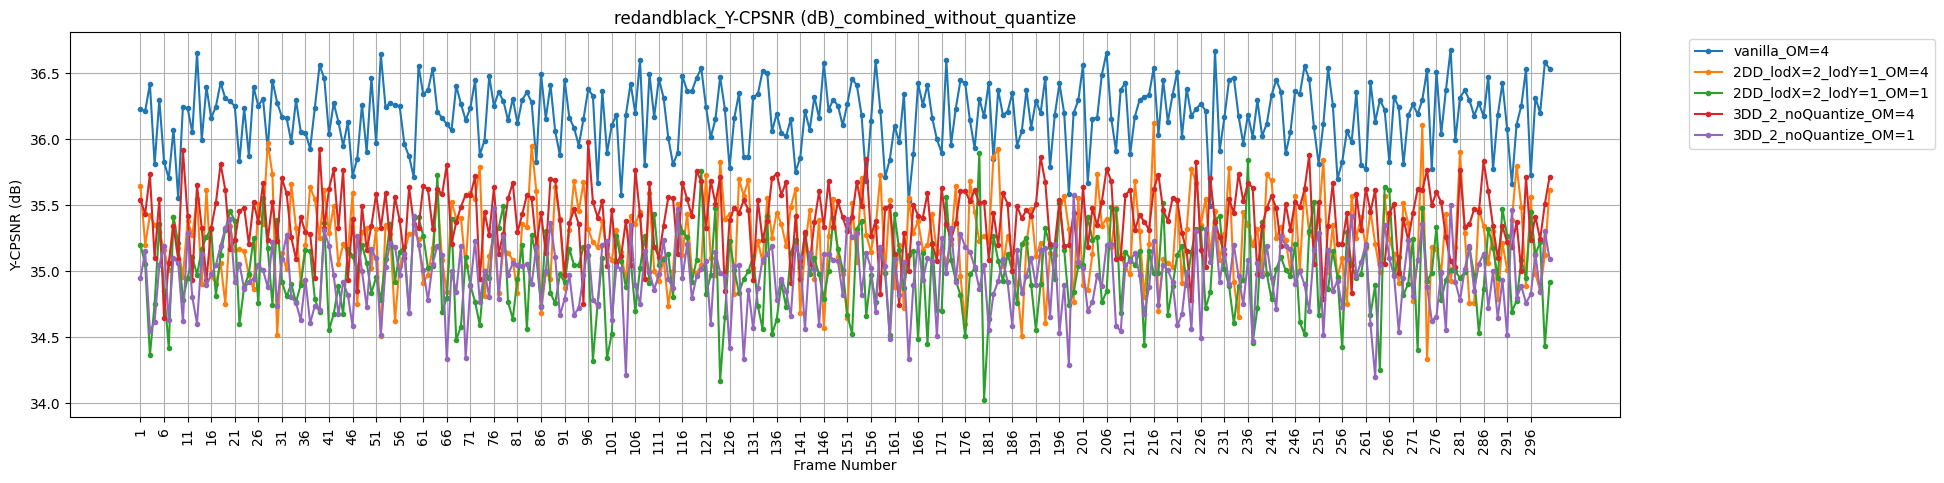 redandblack_Y-CPSNR (dB)_combined_without_quantize
Y-CPSNR (dB)
36.5
36.0
35.5
35.0
34.5
34.0
1 6 11 16 21 26 31 36 41 46 51 56 61 66 71 76 81 86 91 96 101 106 111 116 121 126 131 136 141 146 151 156 161 166 171 176 181 186 191 196 201 206 211 216 221 226 231 236 241 246 251 256 261 266 271 276 281 286 291 296
Frame Number
vanilla_OM=4
2DD_lodX=2_lodY=1_OM=4
2DD_lodX=2_lodY=1_OM=1
3DD_2_noQuantize_OM=4
3DD_2_noQuantize_OM=1